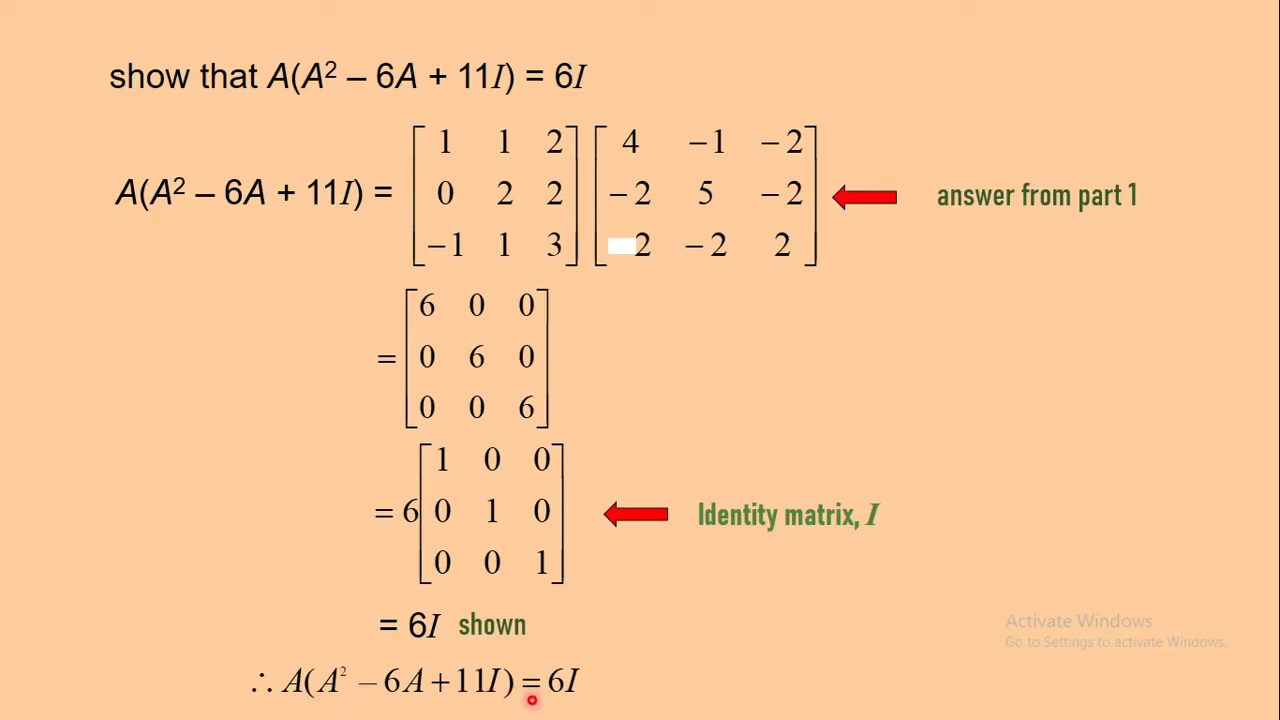 show that A(A² – 6A + 11I) = 6I
A(A² – 6A + 11I) = [1 1 2] [4 −1 −2]
[0 2 2] [−2 5 −2] answer from part 1
[−1 1 3] [2 −2 2]
= [6 0 0]
[0 6 0]
[0 0 6]
= 6 [1 0 0]
[0 1 0] Identity matrix, I
[0 0 1]
= 6I shown
∴ A(A² − 6A + 11I) = 6I
Activate Windows
Go to Settings to activate Windows.